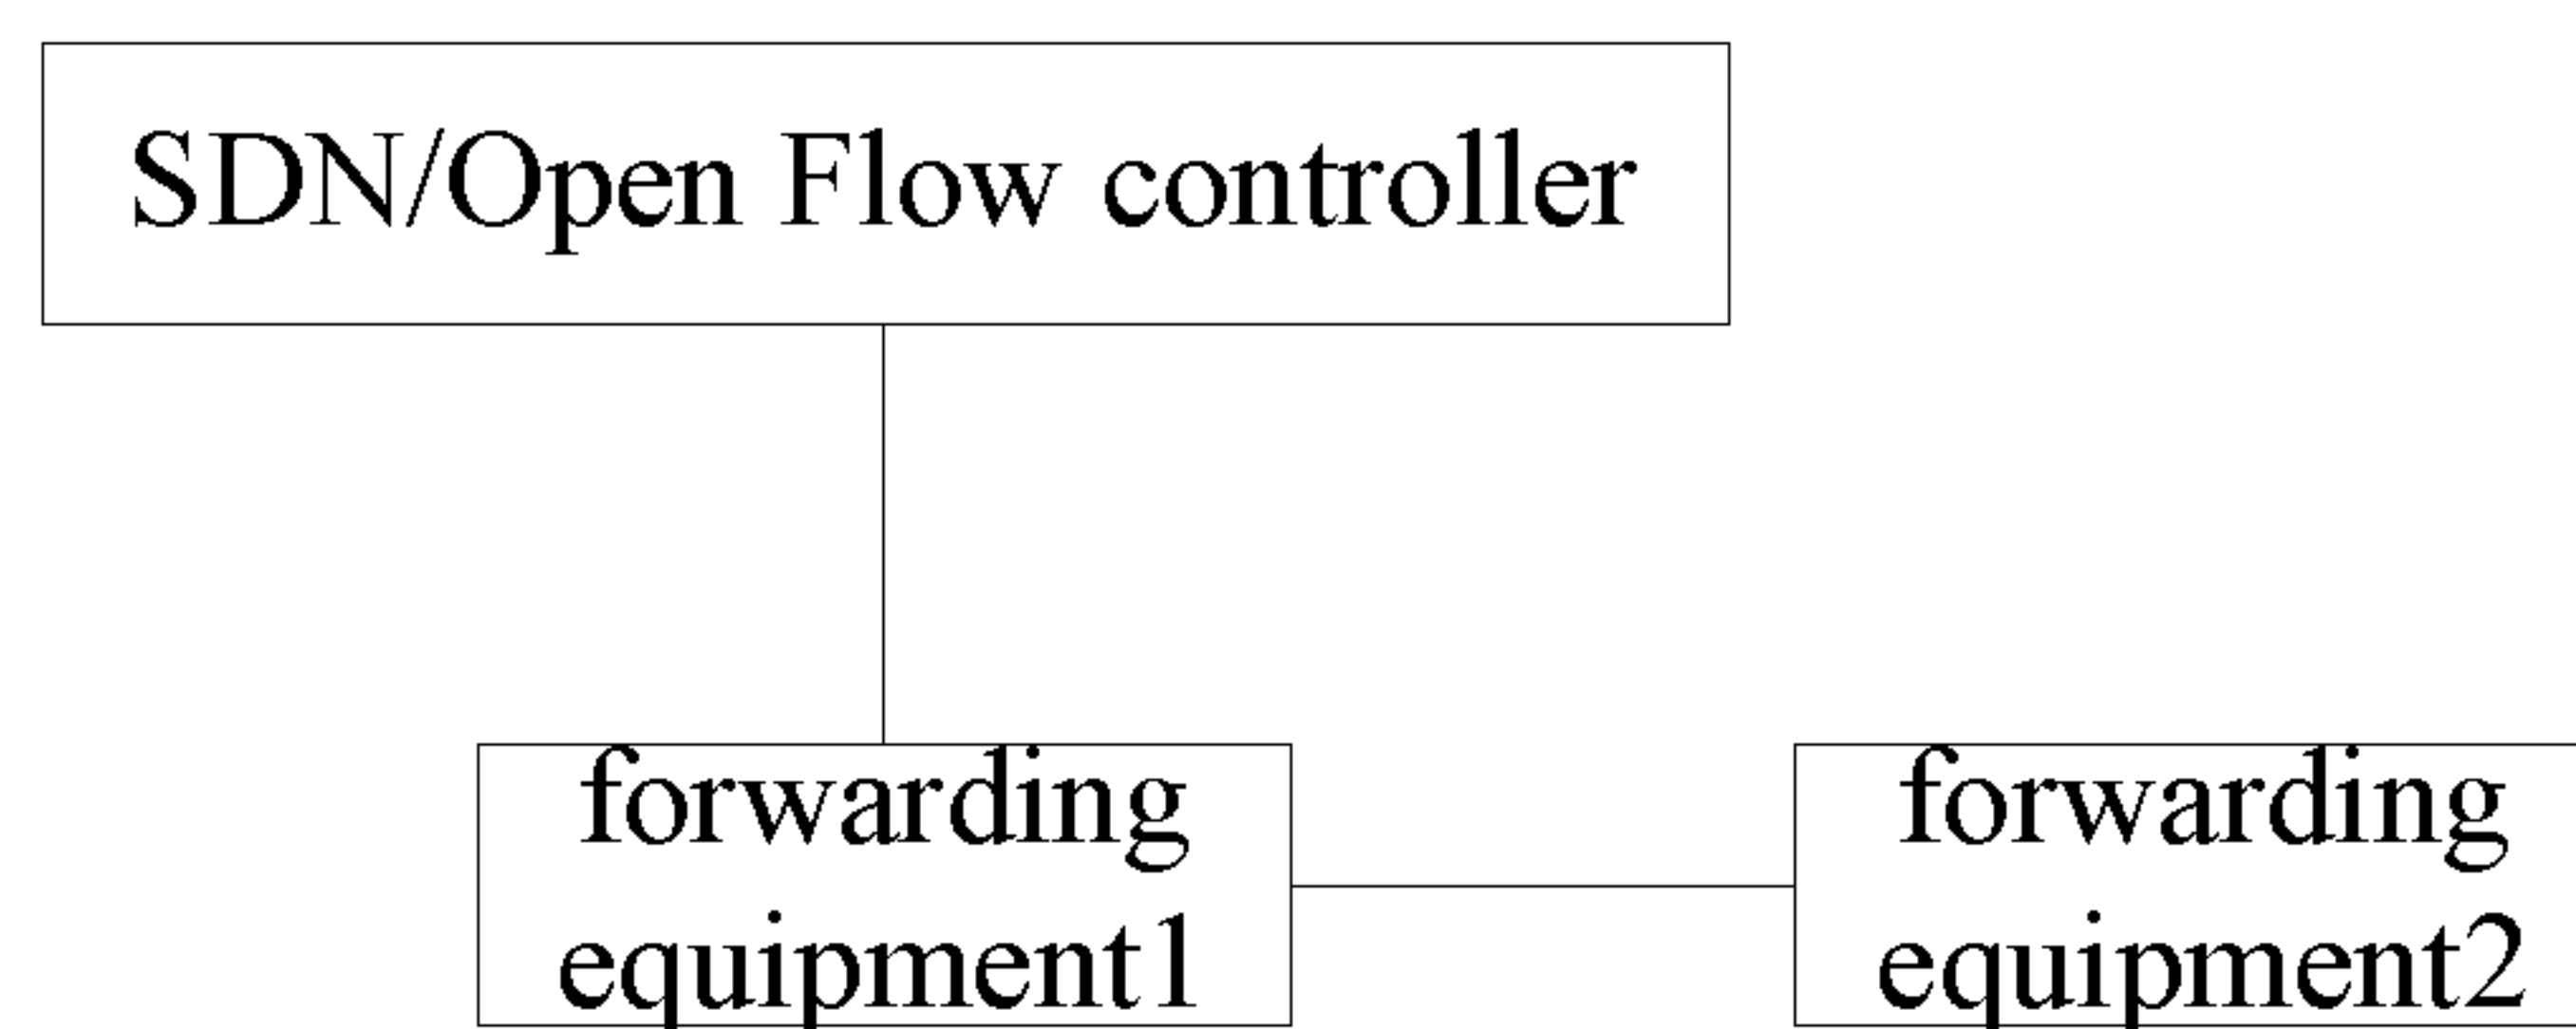 SDN/Open Flow controller
forwarding
equipment1
forwarding
equipment2